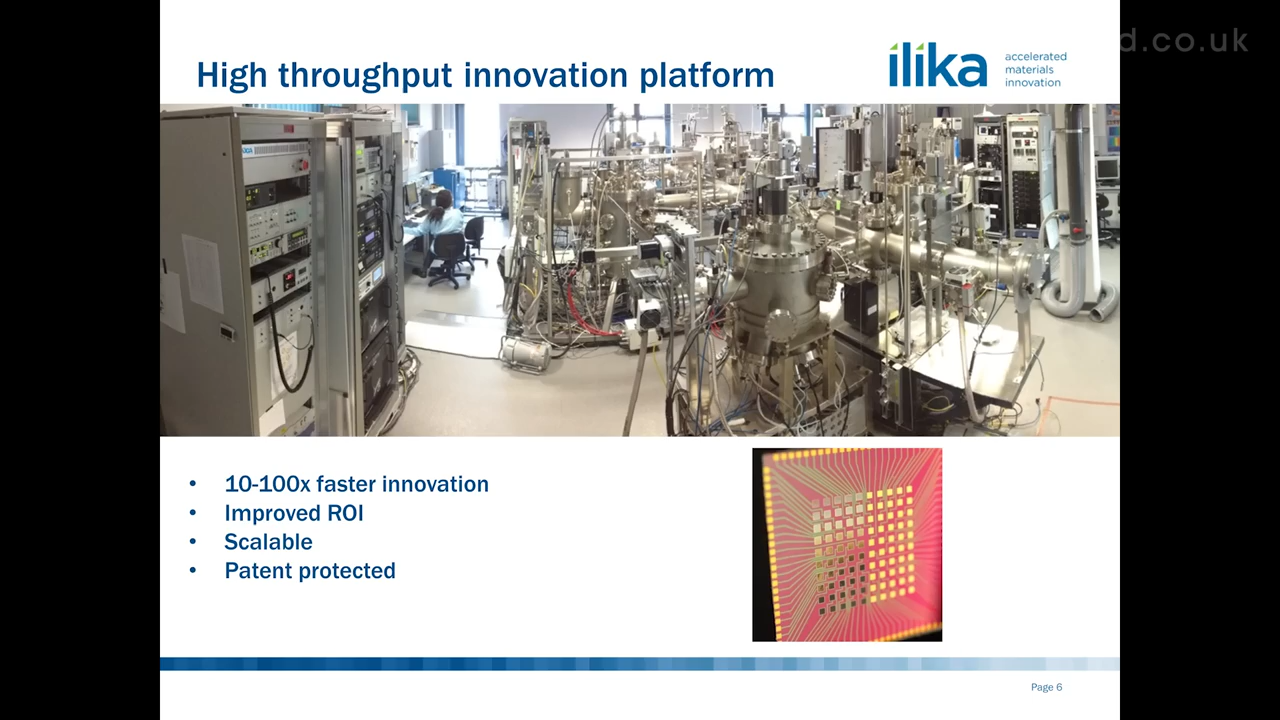 d.co.uk
High throughput innovation platform
ilika
accelerated
materials
innovation
• 10-100x faster innovation
• Improved ROI
• Scalable
• Patent protected
Page 6